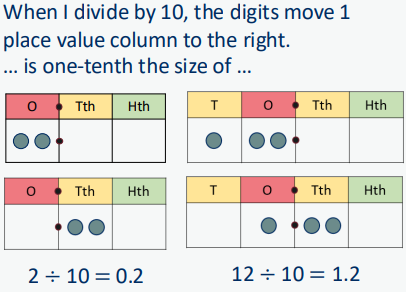 When I divide by 10, the digits move 1
place value column to the right.
... is one-tenth the size of ...
O Tth Hth
T O Tth Hth
O Tth Hth
T O Tth Hth
2 ÷ 10 = 0.2
12 ÷ 10 = 1.2